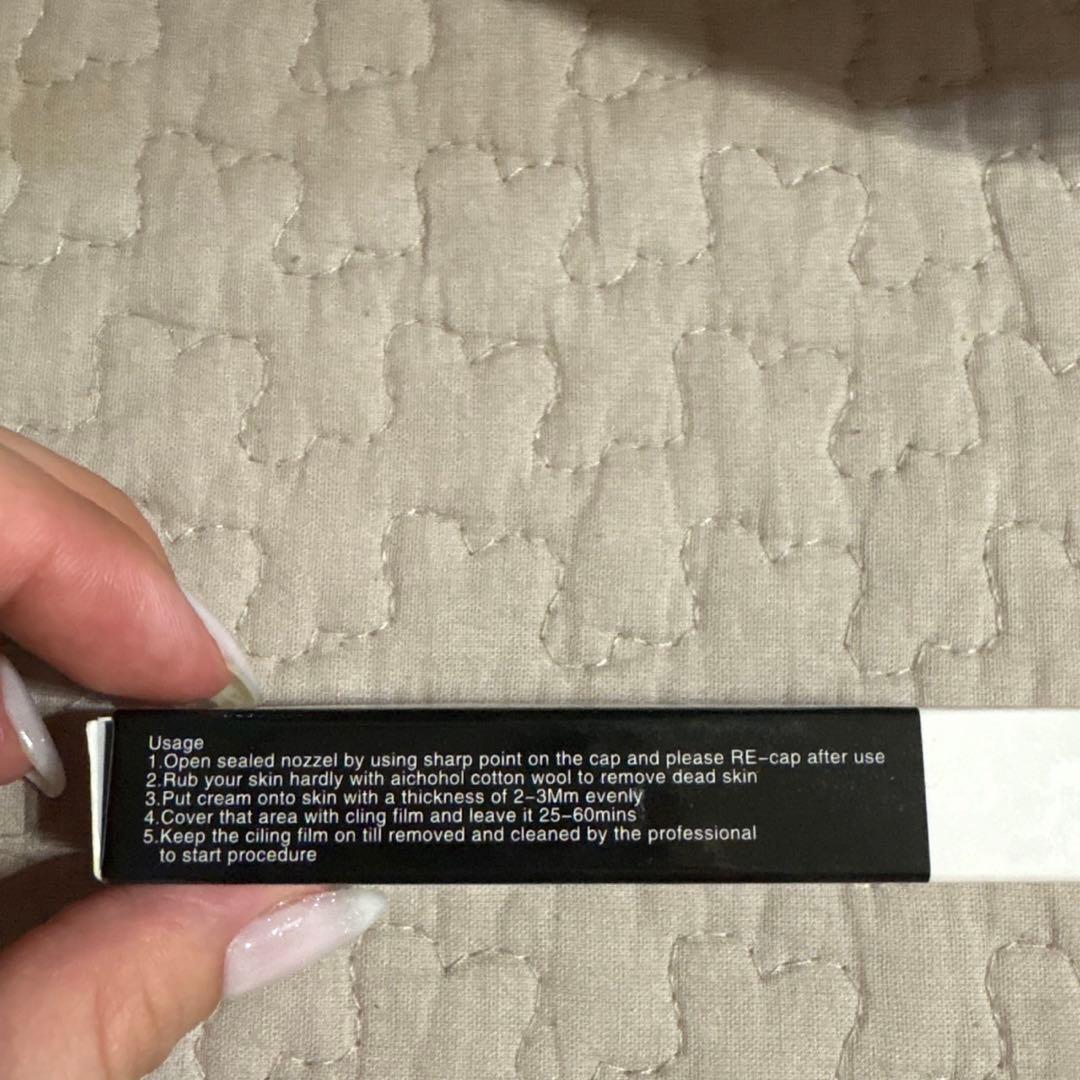 Usage
1.Open sealed nozzel by using sharp point on the cap and please RE-cap after use
2.Rub your skin hardly with aichohol cotton wool to remove dead skin
3.Put cream onto skin with a thickness of 2-3Mm evenly
4.Cover that area with cling film and leave it 25-60mins
5.Keep the ciling film on till removed and cleaned by the professional
to start procedure